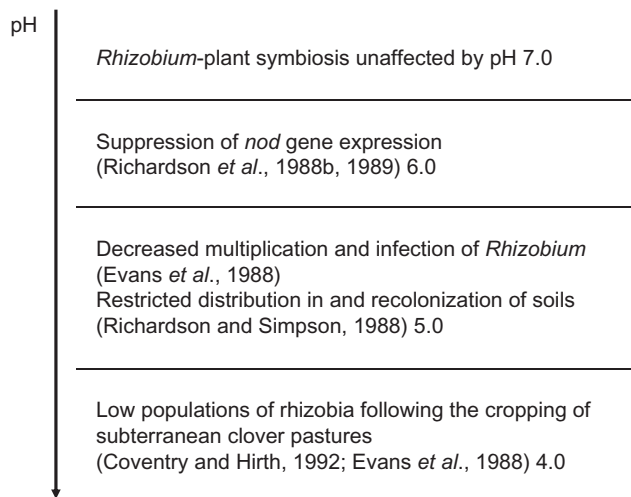 pH
Rhizobium-plant symbiosis unaffected by pH 7.0
Suppression of nod gene expression
(Richardson et al., 1988b, 1989) 6.0
Decreased multiplication and infection of Rhizobium
(Evans et al., 1988)
Restricted distribution in and recolonization of soils
(Richardson and Simpson, 1988) 5.0
Low populations of rhizobia following the cropping of
subterranean clover pastures
(Coventry and Hirth, 1992; Evans et al., 1988) 4.0